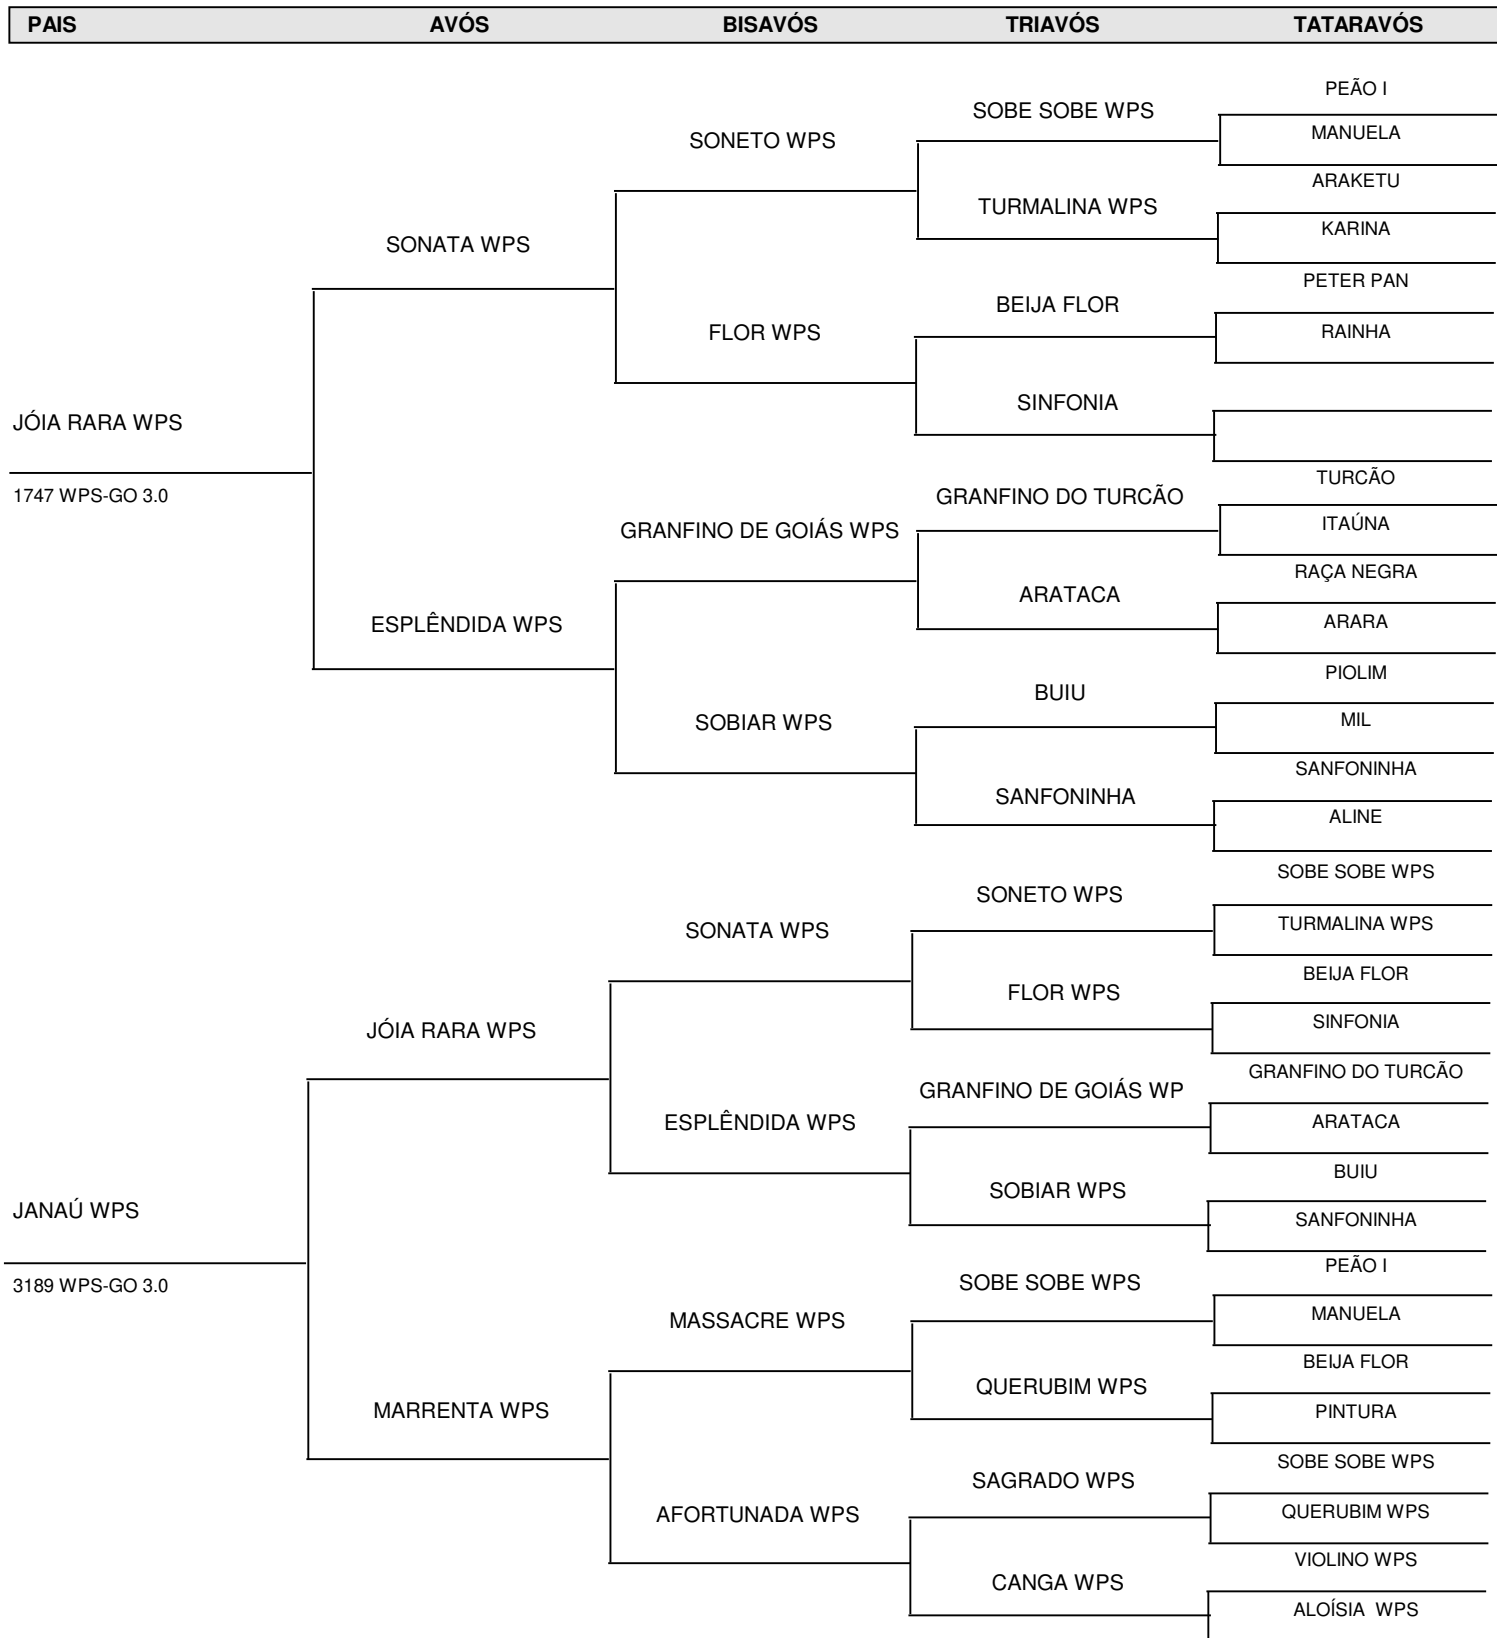 PAIS AVÓS BISAVÓS TRIAVÓS TATARAVÓS
PEÃO I
SOBE SOBE WPS
MANUELA
SONETO WPS
ARAKETU
TURMALINA WPS
KARINA
SONATA WPS
PETER PAN
BEIJA FLOR
RAINHA
FLOR WPS
SINFONIA
JÓIA RARA WPS
TURCÃO
1747 WPS-GO 3.0
GRANFINO DO TURCÃO
ITAÚNA
GRANFINO DE GOIÁS WPS
RAÇA NEGRA
ARATACA
ARARA
ESPLÊNDIDA WPS
PIOLIM
BUIU
MIL
SOBIAR WPS
SANFONINHA
SANFONINHA
ALINE
SOBE SOBE WPS
SONETO WPS
TURMALINA WPS
SONATA WPS
BEIJA FLOR
FLOR WPS
SINFONIA
JÓIA RARA WPS
GRANFINO DO TURCÃO
GRANFINO DE GOIÁS WP
ARATACA
ESPLÊNDIDA WPS
BUIU
SOBIAR WPS
JANAÚ WPS
SANFONINHA
PEÃO I
3189 WPS-GO 3.0
SOBE SOBE WPS
MANUELA
MASSACRE WPS
BEIJA FLOR
QUERUBIM WPS
MARRENTA WPS
PINTURA
SOBE SOBE WPS
SAGRADO WPS
QUERUBIM WPS
AFORTUNADA WPS
VIOLINO WPS
CANGA WPS
ALOÍSIA WPS